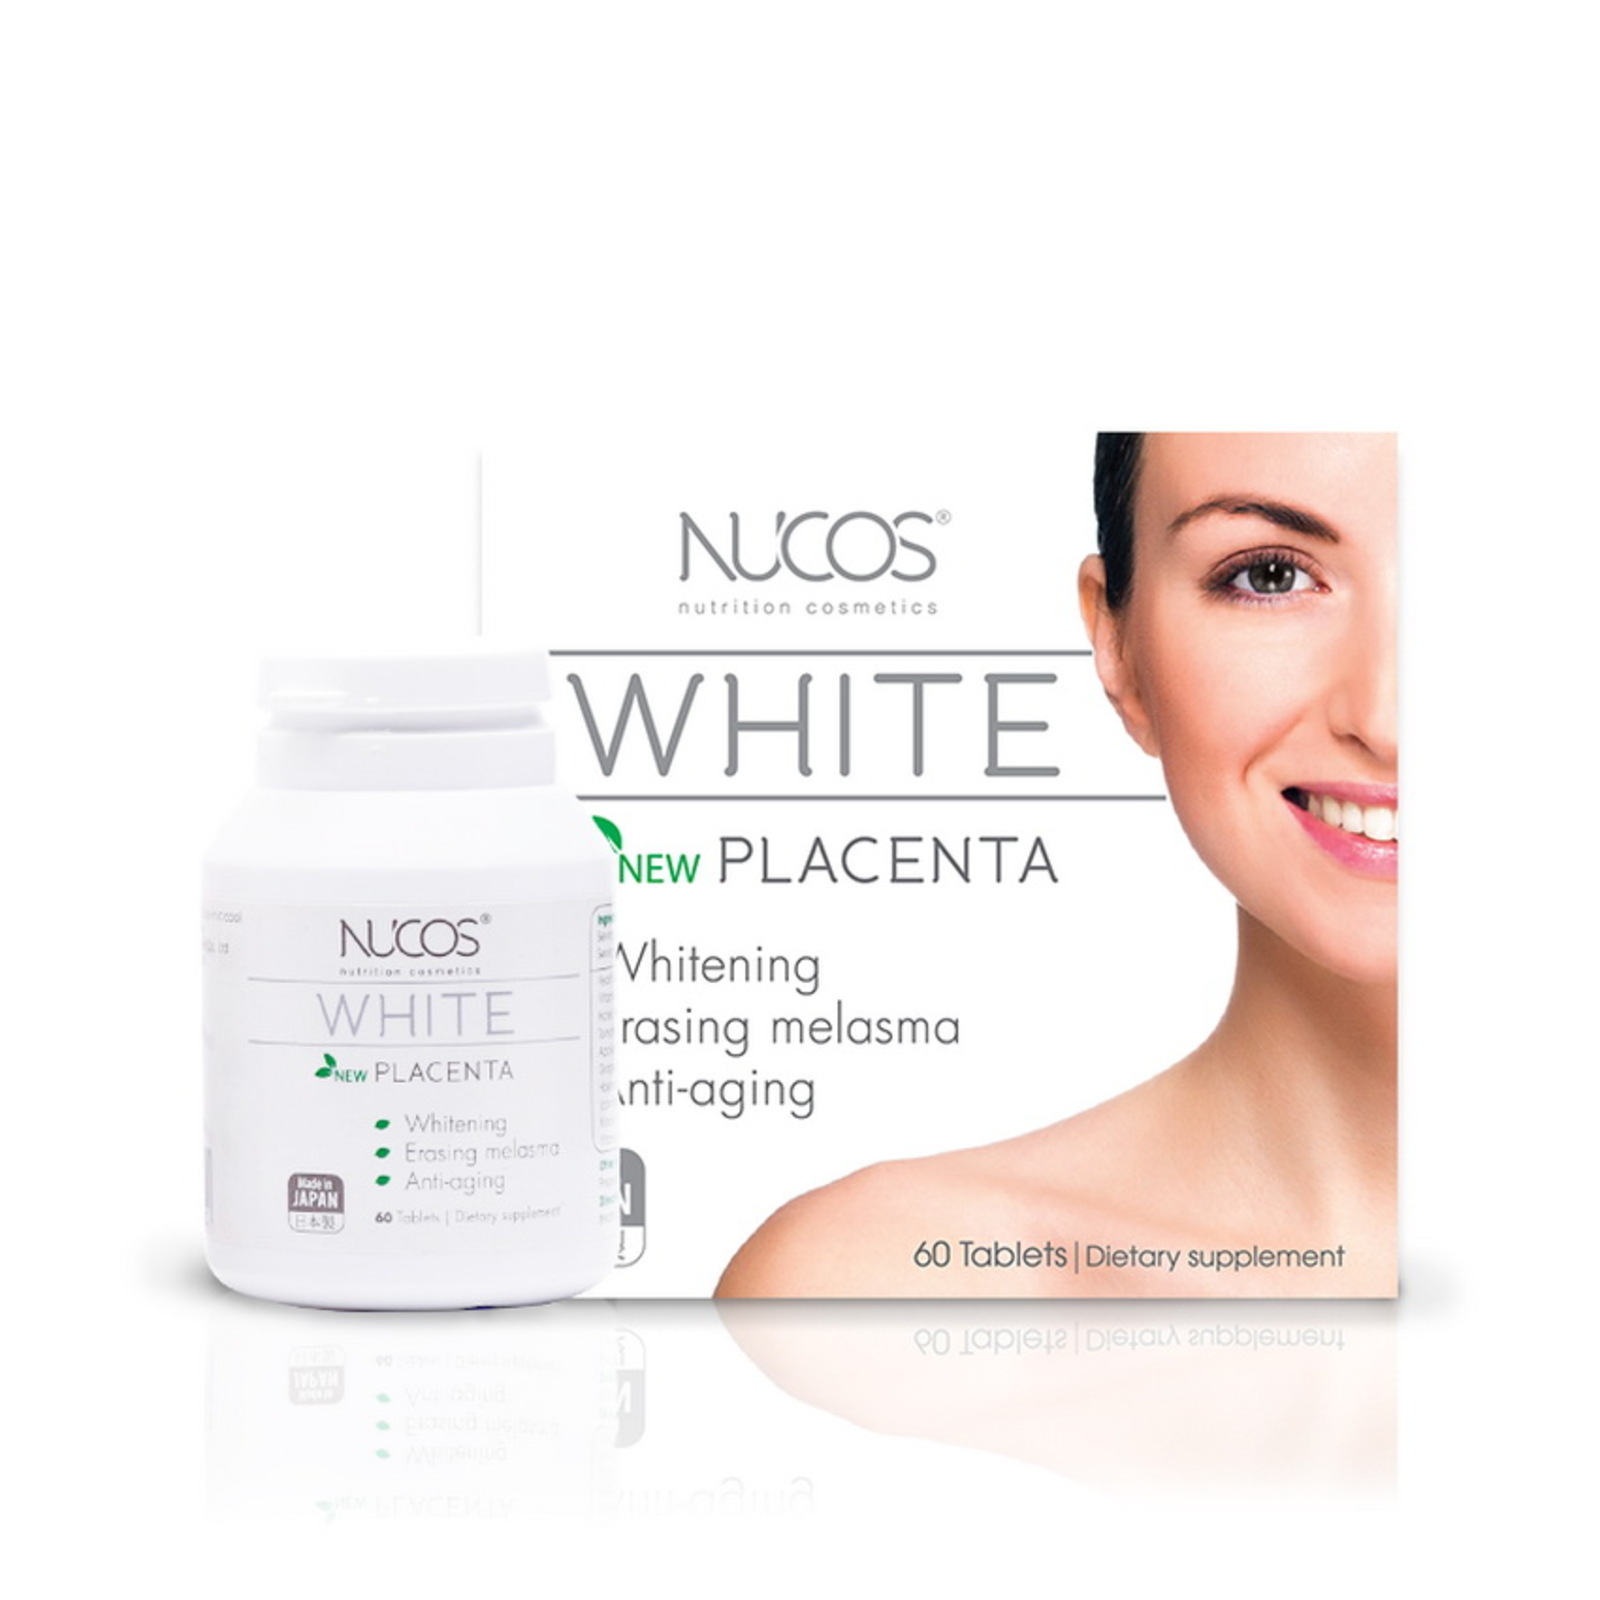 NUCOS®
nutrition cosmetics
WHITE
NEW PLACENTA
Whitening
rasing melasma
nti-aging
60 Tablets | Dietary supplement
NUCOS®
nutrition cosmetics
WHITE
NEW PLACENTA
Whitening
Erasing melasma
Anti-aging
Made in
JAPAN
日本製
60 Tablets | Dietary supplement